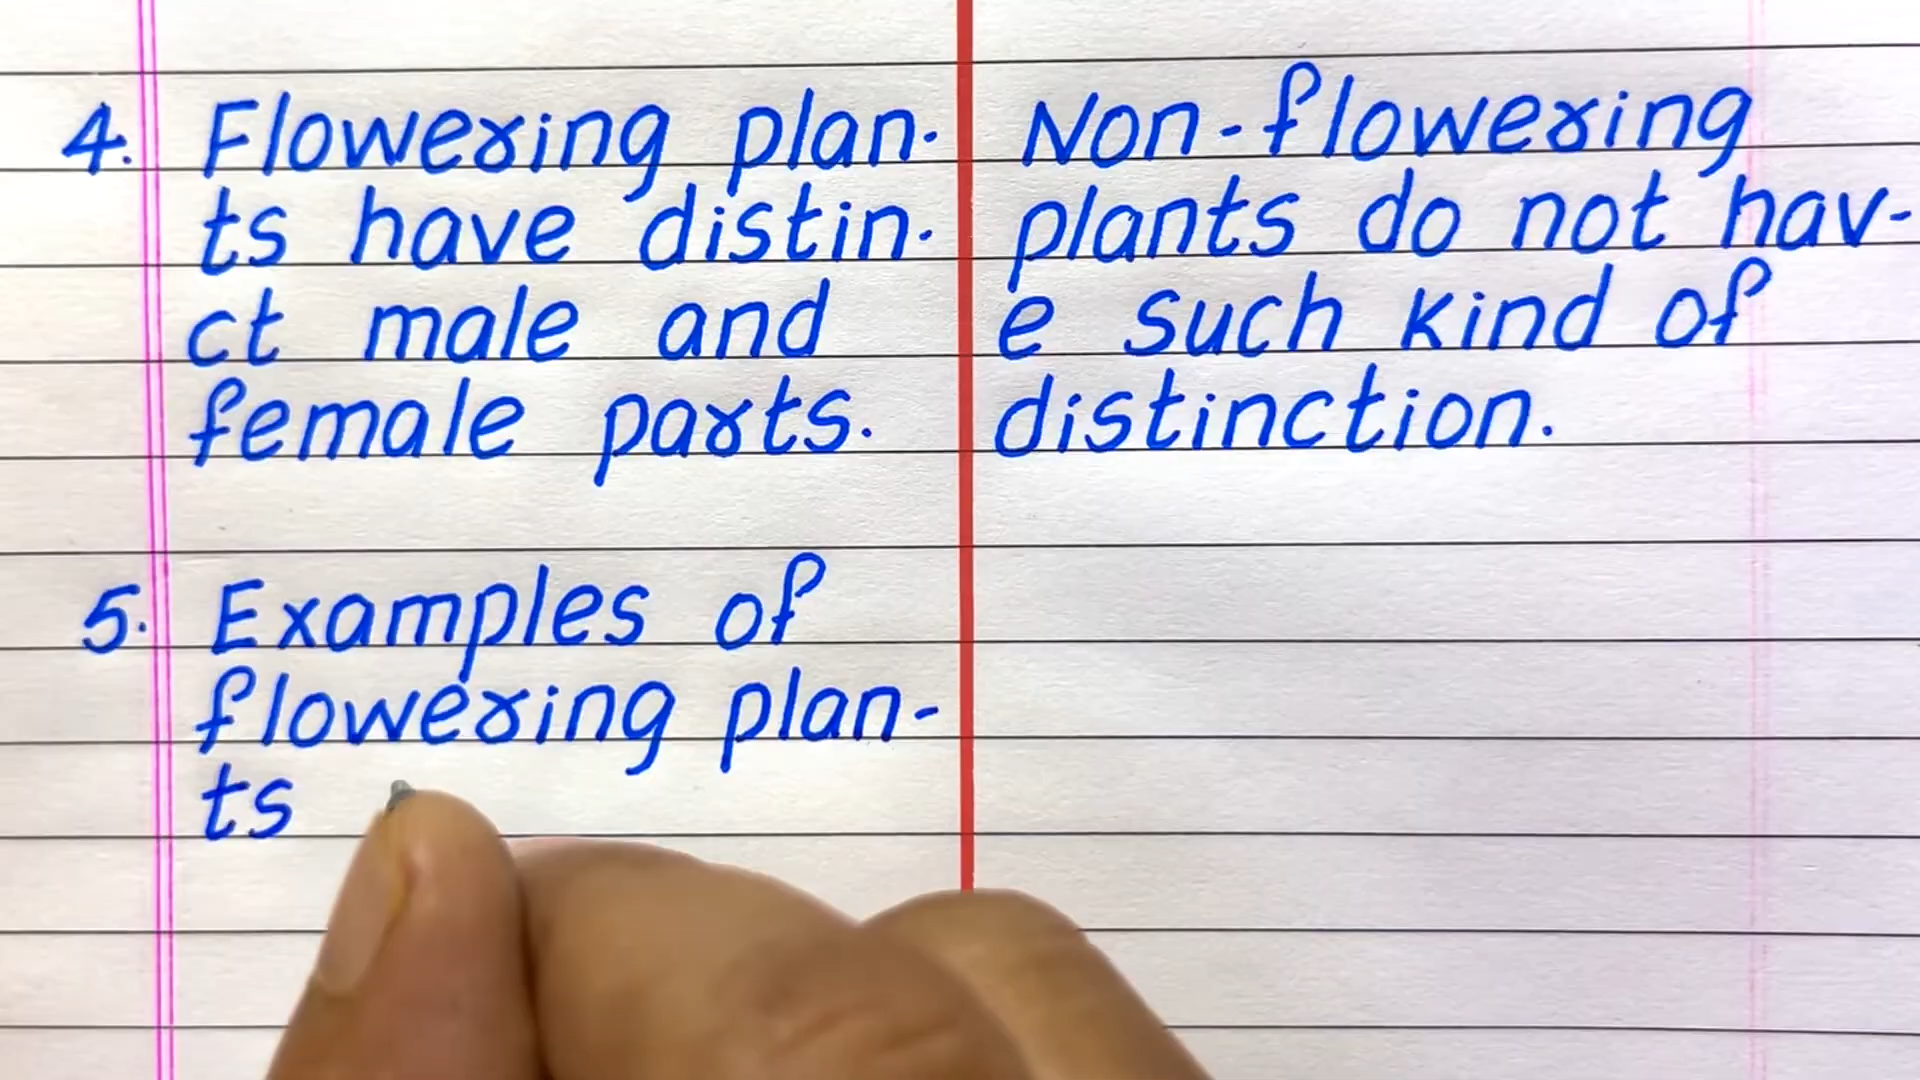 4. Flowering plan-
ts have distin-
ct male and
female parts.
Non-flowering
plants do not hav-
e such kind of
distinction.
5. Examples of
flowering plan-
ts